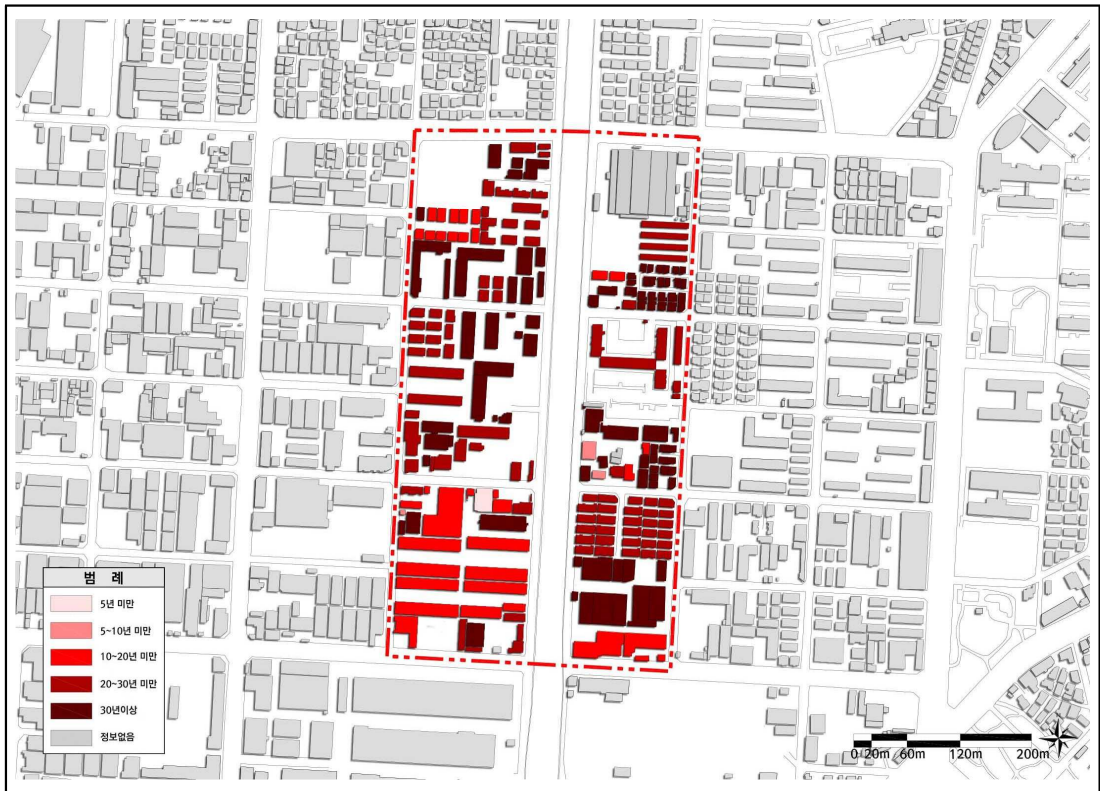 범 례
5년 미만
5~10년 미만
10~20년 미만
20~30년 미만
30년이상
정보없음
0 20m 60m 120m 200m